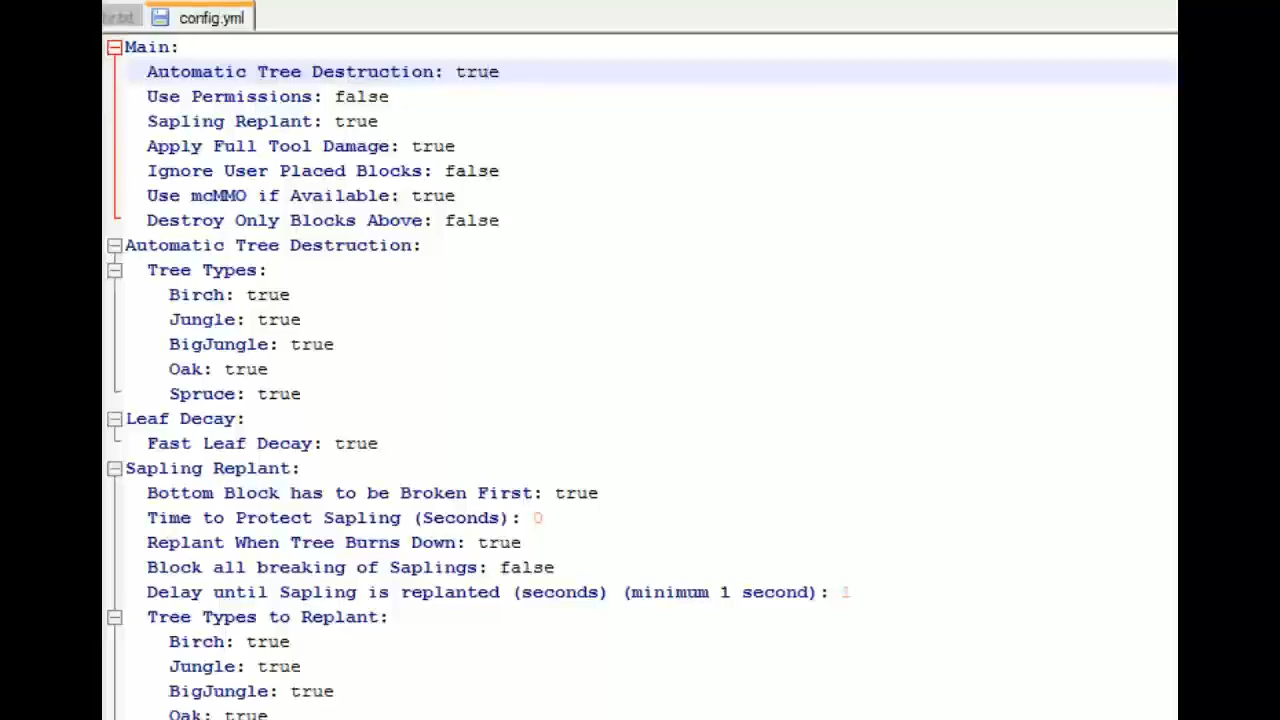 config.yml
Main:
Automatic Tree Destruction: true
Use Permissions: false
Sapling Replant: true
Apply Full Tool Damage: true
Ignore User Placed Blocks: false
Use mcMMO if Available: true
Destroy Only Blocks Above: false
Automatic Tree Destruction:
Tree Types:
Birch: true
Jungle: true
BigJungle: true
Oak: true
Spruce: true
Leaf Decay:
Fast Leaf Decay: true
Sapling Replant:
Bottom Block has to be Broken First: true
Time to Protect Sapling (Seconds): 0
Replant When Tree Burns Down: true
Block all breaking of Saplings: false
Delay until Sapling is replanted (seconds) (minimum 1 second): 1
Tree Types to Replant:
Birch: true
Jungle: true
BigJungle: true
Oak: true